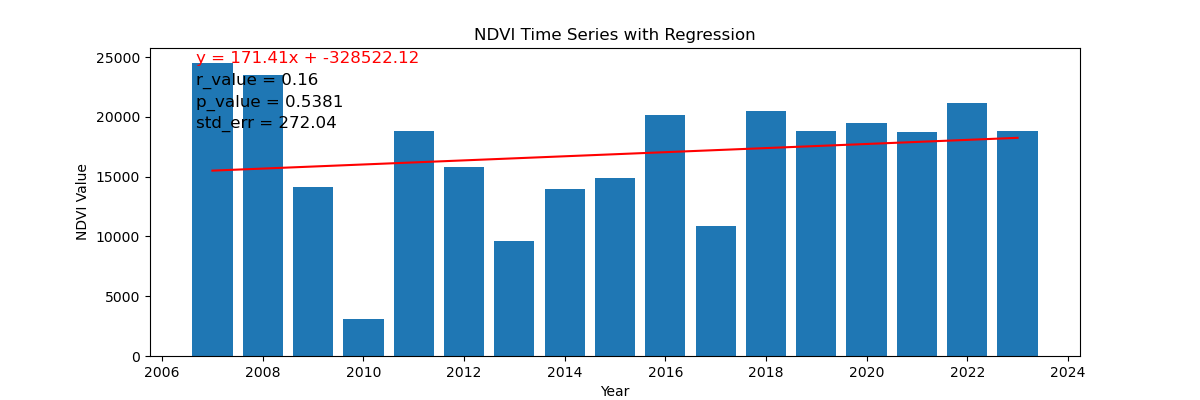 NDVI Time Series with Regression
y = 171.41x + -328522.12
r_value = 0.16
p_value = 0.5381
std_err = 272.04
25000
20000
15000
10000
5000
0
NDVI Value
2006 2008 2010 2012 2014 2016 2018 2020 2022 2024
Year